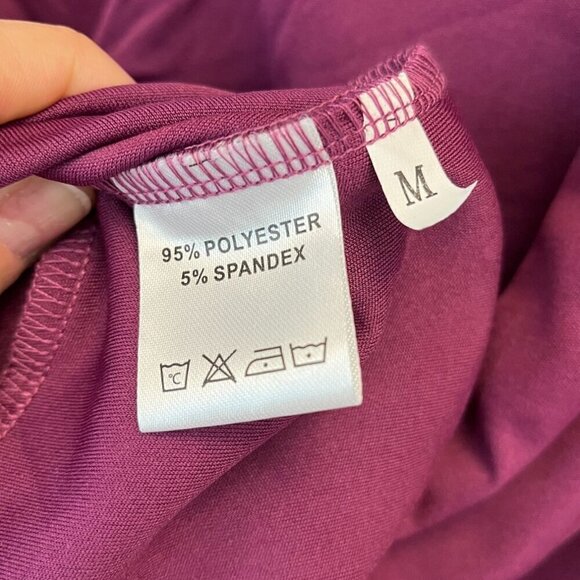 95% POLYESTER
5% SPANDEX
°C
M